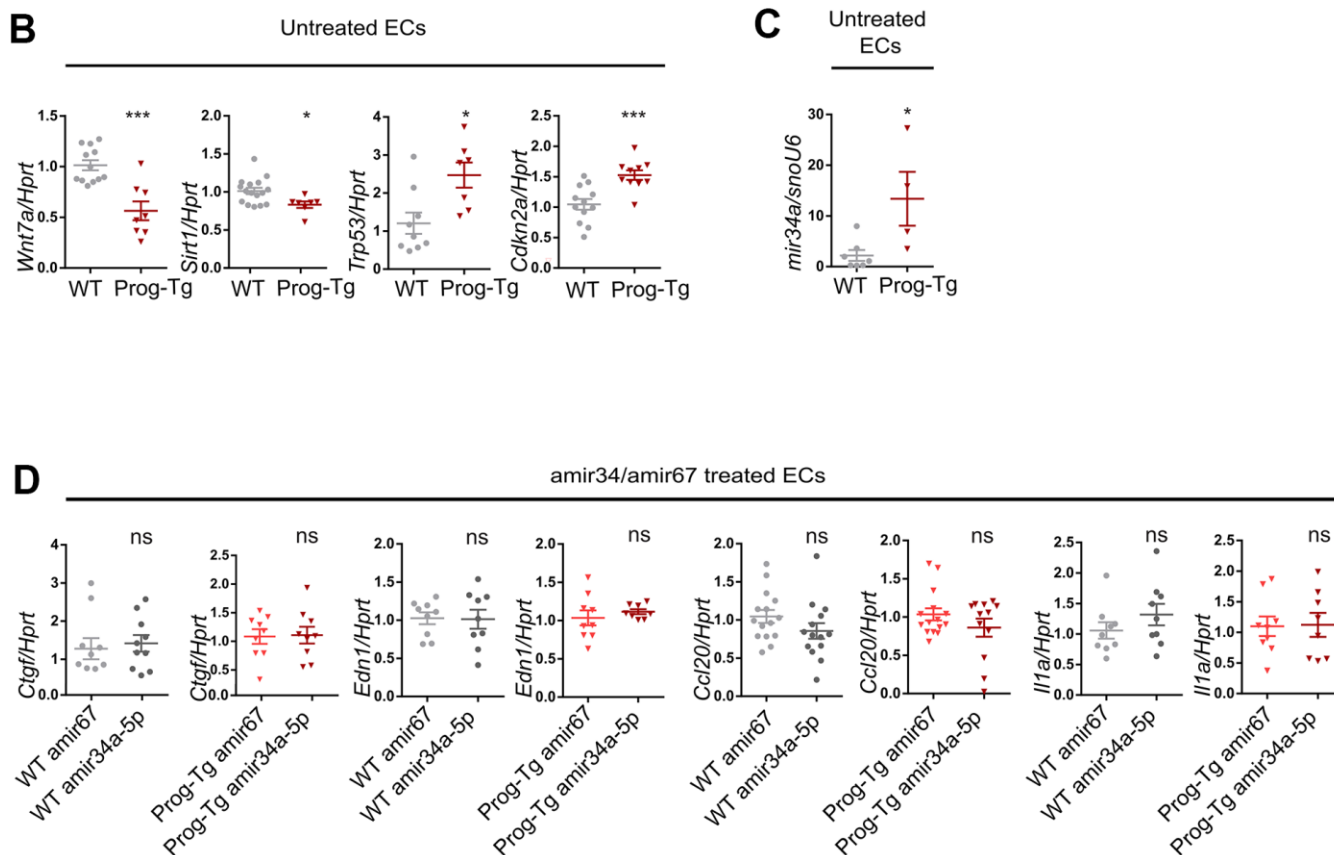 B
Untreated ECs
C
Untreated
ECs
Wnt7a/Hprt
1.5
1.0
0.5
0.0
***
WT Prog-Tg
Sirt1/Hprt
2.0
1.5
1.0
0.5
0.0
*
WT Prog-Tg
Trp53/Hprt
4
3
2
1
0
*
WT Prog-Tg
Cdkn2a/Hprt
2.5
2.0
1.5
1.0
0.5
0.0
***
WT Prog-Tg
mir34a/snoU6
30
20
10
0
*
WT Prog-Tg
D
amir34/amir67 treated ECs
Ctgf/Hprt
4
3
2
1
0
ns
WT amir67
WT amir34a-5p
Ctgf/Hprt
2.5
2.0
1.5
1.0
0.5
0.0
ns
Prog-Tg amir67
Prog-Tg amir34a-5p
Edn1/Hprt
2.0
1.5
1.0
0.5
0.0
ns
WT amir67
WT amir34a-5p
Edn1/Hprt
2.0
1.5
1.0
0.5
0.0
ns
Prog-Tg amir67
Prog-Tg amir34a-5p
Ccl20/Hprt
2.0
1.5
1.0
0.5
0.0
ns
WT amir67
WT amir34a-5p
Ccl20/Hprt
2.0
1.5
1.0
0.5
0.0
ns
Prog-Tg amir67
Prog-Tg amir34a-5p
Il1a/Hprt
2.5
2.0
1.5
1.0
0.5
0.0
ns
WT amir67
WT amir34a-5p
Il1a/Hprt
2.5
2.0
1.5
1.0
0.5
0.0
ns
Prog-Tg amir67
Prog-Tg amir34a-5p